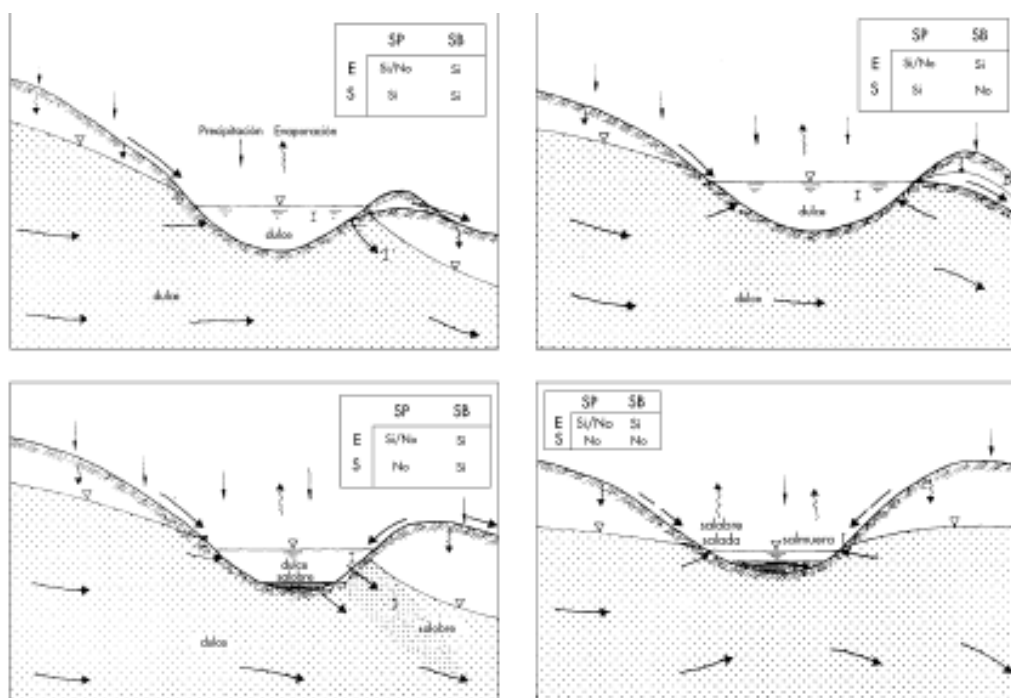 SP SB
E Si/No Si
S Si Si
Precipitación Evaporación
I
dulce
dulce
SP SB
E Si/No Si
S Si No
I
dulce
dulce
SP SB
E Si/No Si
S No Si
dulce
salobre
salobre
dulce
SP SB
E Si/No Si
S No No
salobre
salada salmuera